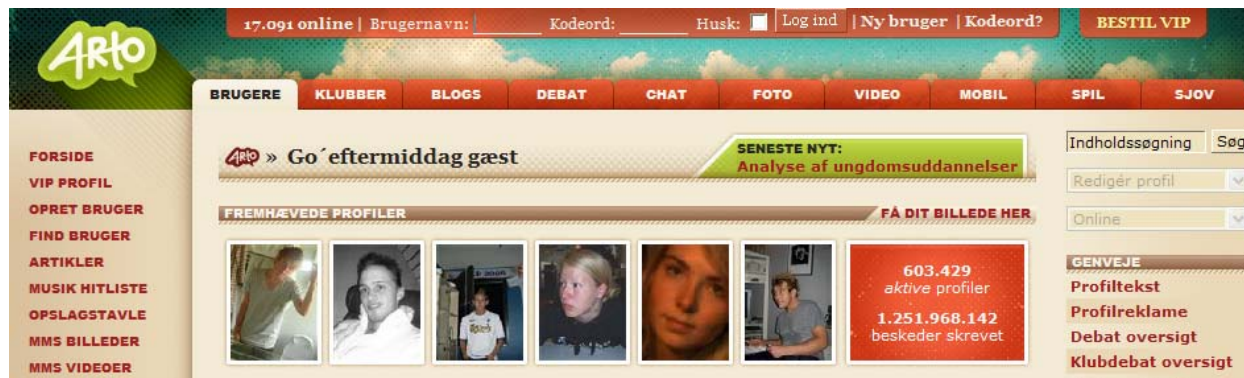 17.091 online | Brugernavn: Kodeord: Husk: Log ind | Ny bruger | Kodeord?
BESTIL VIP
ARTO
BRUGERE KLUBBER BLOGS DEBAT CHAT FOTO VIDEO MOBIL SPIL SJOV
FORSIDE
VIP PROFIL
OPRET BRUGER
FIND BRUGER
ARTIKLER
MUSIK HITLISTE
OPSLAGSTAVLE
MMS BILLEDER
MMS VIDEOER
ARTO » Go´eftermiddag gæst
SENESTE NYT:
Analyse af ungdomsuddannelser
FREMHÆVEDE PROFILER
FÅ DIT BILLEDE HER
603.429
aktive profiler
1.251.968.142
beskeder skrevet
Indholdssøgning Søg
Redigér profil
Online
GENVEJE
Profiltekst
Profilreklame
Debat oversigt
Klubdebat oversigt